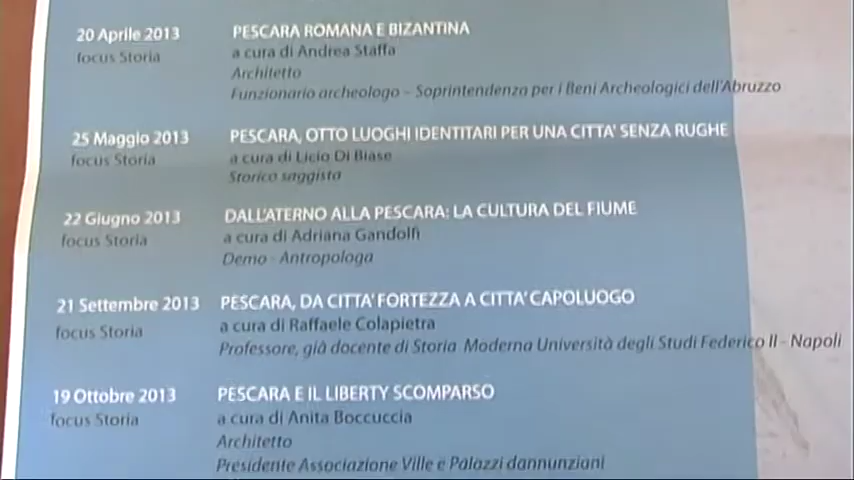 20 Aprile 2013 PESCARA ROMANA E BIZANTINA
focus Storia a cura di Andrea Staffa
Architetto
Funzionario archeologo – Soprintendenza per i Beni Archeologici dell'Abruzzo
25 Maggio 2013 PESCARA, OTTO LUOGHI IDENTITARI PER UNA CITTA' SENZA RUGHE
focus Storia a cura di Licio Di Biase
Storico saggista
22 Giugno 2013 DALL'ATERNO ALLA PESCARA: LA CULTURA DEL FIUME
focus Storia a cura di Adriana Gandolfi
Demo - Antropologa
21 Settembre 2013 PESCARA, DA CITTA' FORTEZZA A CITTA' CAPOLUOGO
focus Storia a cura di Raffaele Colapietra
Professore, già docente di Storia Moderna Università degli Studi Federico II - Napoli
19 Ottobre 2013 PESCARA E IL LIBERTY SCOMPARSO
focus Storia a cura di Anita Boccuccia
Architetto
Presidente Associazione Ville e Palazzi dannunziani